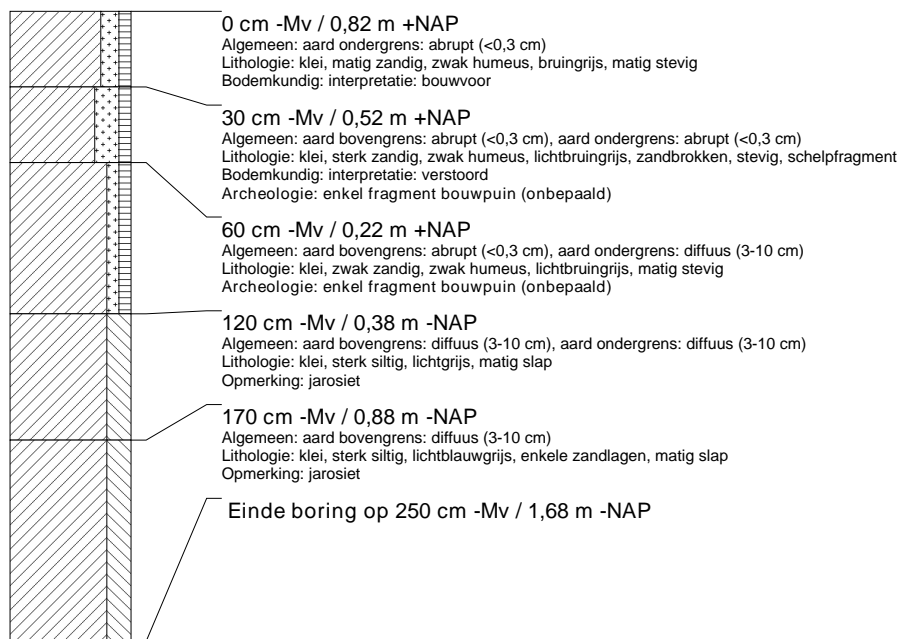 0 cm -Mv / 0,82 m +NAP
Algemeen: aard ondergrens: abrupt (<0,3 cm)
Lithologie: klei, matig zandig, zwak humeus, bruingrijs, matig stevig
Bodemkundig: interpretatie: bouwvoor
30 cm -Mv / 0,52 m +NAP
Algemeen: aard bovengrens: abrupt (<0,3 cm), aard ondergrens: abrupt (<0,3 cm)
Lithologie: klei, sterk zandig, zwak humeus, lichtbruingrijs, zandbrokken, stevig, schelpfragment
Bodemkundig: interpretatie: verstoord
Archeologie: enkel fragment bouwpuin (onbepaald)
60 cm -Mv / 0,22 m +NAP
Algemeen: aard bovengrens: abrupt (<0,3 cm), aard ondergrens: diffuus (3-10 cm)
Lithologie: klei, zwak zandig, zwak humeus, lichtbruingrijs, matig stevig
Archeologie: enkel fragment bouwpuin (onbepaald)
120 cm -Mv / 0,38 m -NAP
Algemeen: aard bovengrens: diffuus (3-10 cm), aard ondergrens: diffuus (3-10 cm)
Lithologie: klei, sterk siltig, lichtgrijs, matig slap
Opmerking: jarosiet
170 cm -Mv / 0,88 m -NAP
Algemeen: aard bovengrens: diffuus (3-10 cm)
Lithologie: klei, sterk siltig, lichtblauwgrijs, enkele zandlagen, matig slap
Opmerking: jarosiet
Einde boring op 250 cm -Mv / 1,68 m -NAP